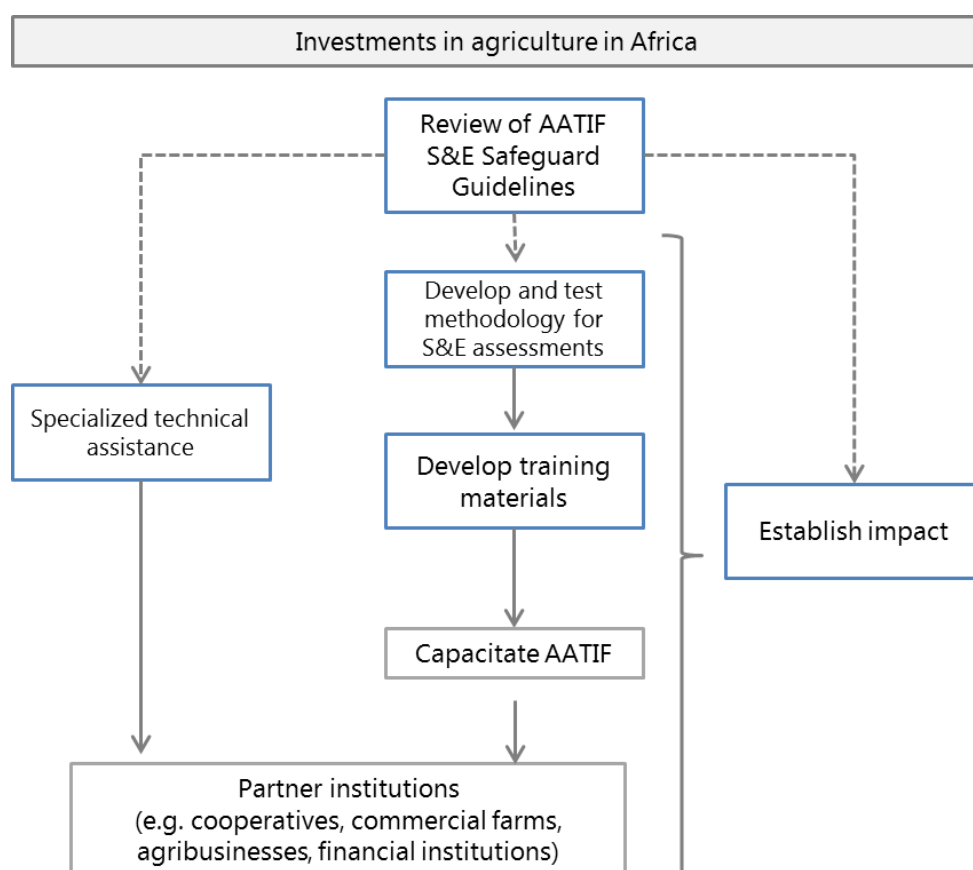 Investments in agriculture in Africa
Review of AATIF
S&E Safeguard
Guidelines
Develop and test
methodology for
S&E assessments
Specialized technical
assistance
Develop training
materials
Establish impact
Capacitate AATIF
Partner institutions
(e.g. cooperatives, commercial farms,
agribusinesses, financial institutions)